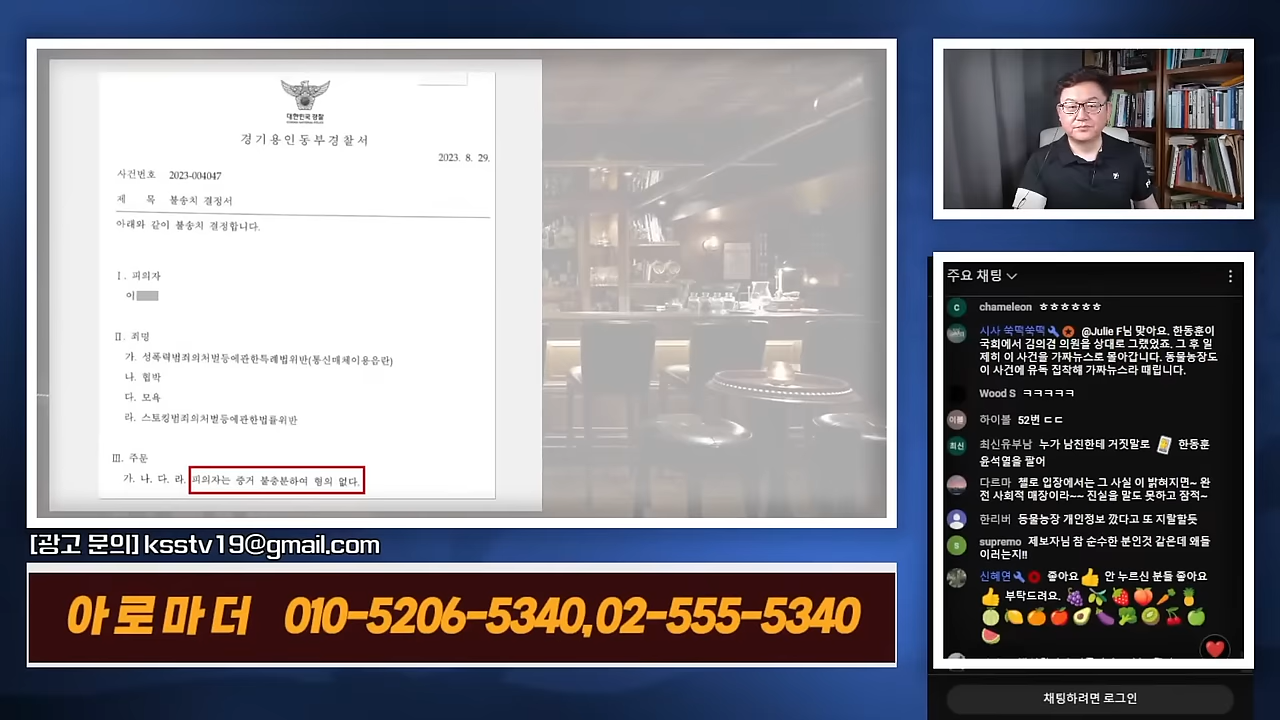 대한민국 경찰
경기용인동부경찰서
2023. 8. 29.
사건번호 2023-004047
제 목 불송치 결정서
아래와 같이 불송치 결정합니다.
Ⅰ. 피의자
이
Ⅱ. 죄명
가. 성폭력범죄의처벌등에관한특례법위반(통신매체이용음란)
나. 협박
다. 모욕
라. 스토킹범죄의처벌등에관한법률위반
Ⅲ. 주문
가. 나. 다. 라. 피의자는 증거 불충분하여 혐의 없다.
[광고 문의] ksstv19@gmail.com
아로마더 010-5206-5340,02-555-5340
주요 채팅
C
chameleon ㅎㅎㅎㅎㅎㅎ
시사 쑥떡쑥떡 @Julie F님 맞아요. 한동훈이
국회에서 김의겸 의원을 상대로 그랬었죠. 그 후 일
제히 이 사건을 가짜뉴스로 몰아갑니다. 동물농장도
이 사건에 유독 집착해 가짜뉴스라 때립니다.
Wood S ㅋㅋㅋㅋㅋ
이볼
하이볼 52번 ㄷㄷ
최신
최신유부남 누가 남친한테 거짓말로 한동훈
윤석열을 팔어
다르마 첼로 입장에서는 그 사실 이 밝혀지면~ 완
전 사회적 매장이라~~ 진실을 말도 못하고 잠적~
한리버 동물농장 개인정보 깠다고 또 지랄할듯
S
supremo 제보자님 참 순수한 분인것 같은데 왜들
이러는지!!
신혜연 좋아요👍 안 누르신 분들 좋아요
👍 부탁드려요. 🍇🫒🍓🍑🥕🍍
🍈🍋🍊🍎🥑🍆🥦🥝🍒🍏
🍉
채팅하려면 로그인